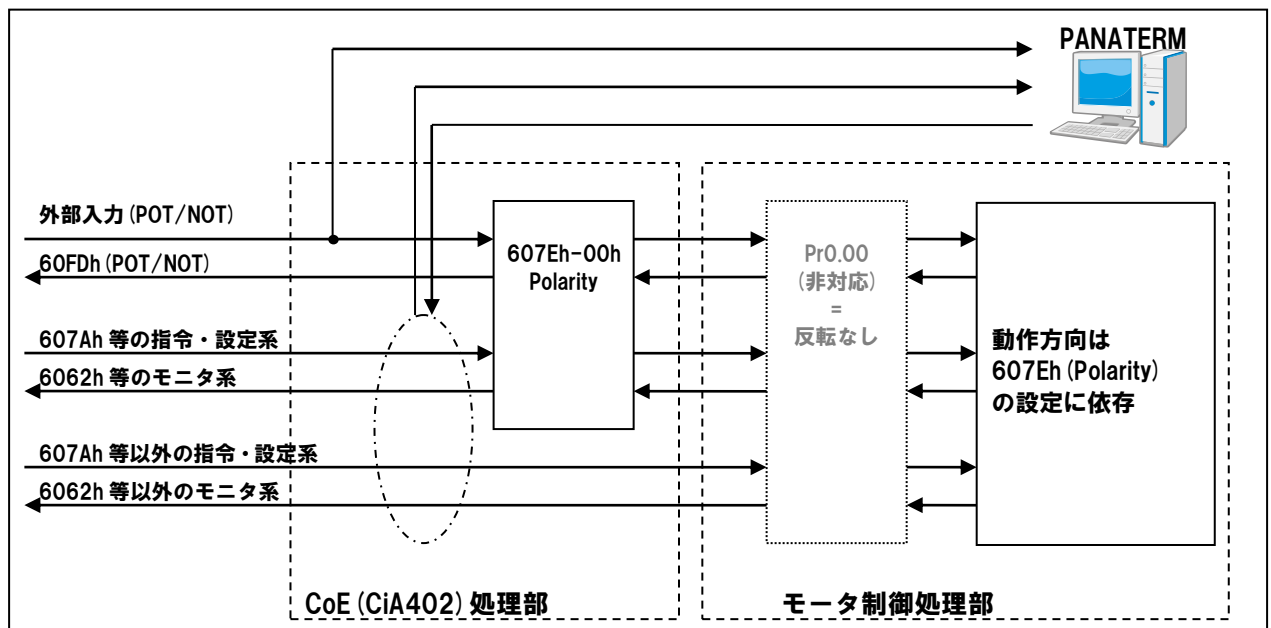 PANATERM
外部入力(POT/NOT)
60FDh(POT/NOT)
607Ah 等の指令・設定系
6062h 等のモニタ系
607Ah 等以外の指令・設定系
6062h 等以外のモニタ系
607Eh-00h
Polarity
Pr0.00
(非対応)
=
反転なし
動作方向は
607Eh(Polarity)
の設定に依存
CoE(CiA402)処理部
モータ制御処理部